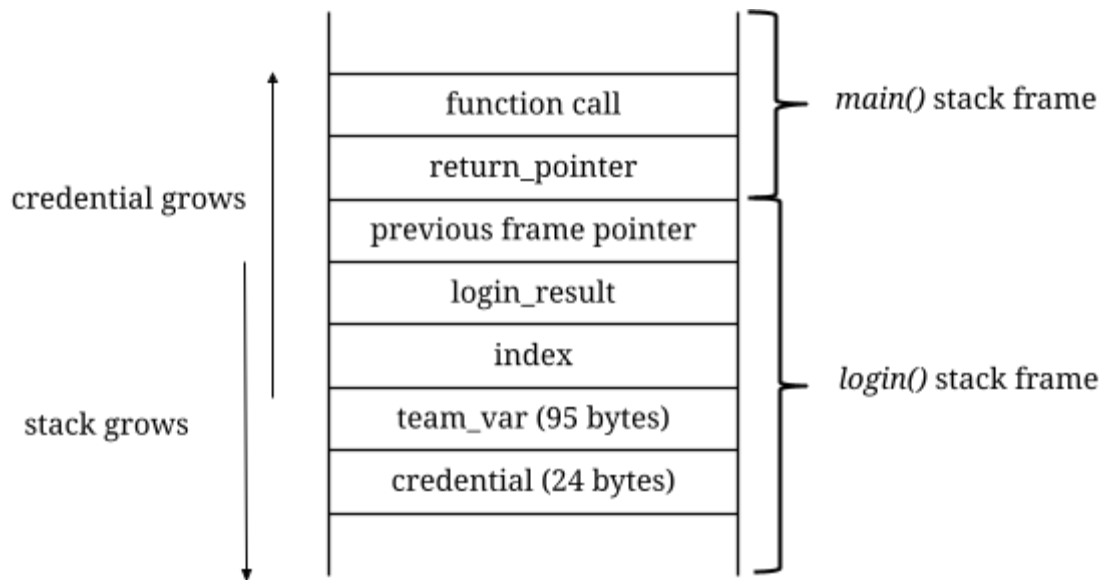 function call
main() stack frame
return_pointer
credential grows
previous frame pointer
login_result
index
login() stack frame
team_var (95 bytes)
stack grows
credential (24 bytes)